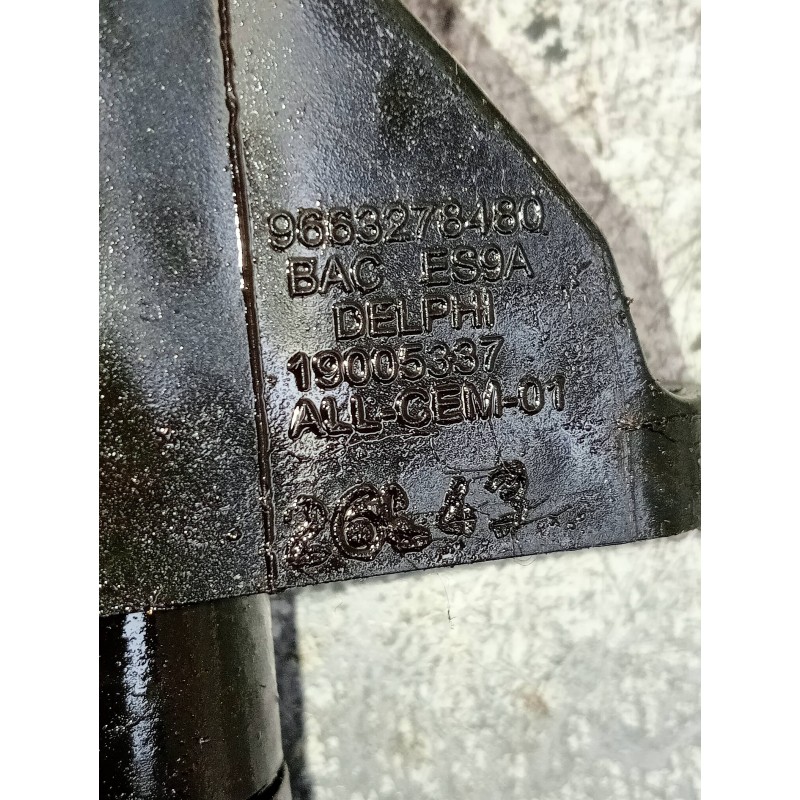 9663278480
BAC ES9A
DELPHI
19005337
ALL-CEM-01